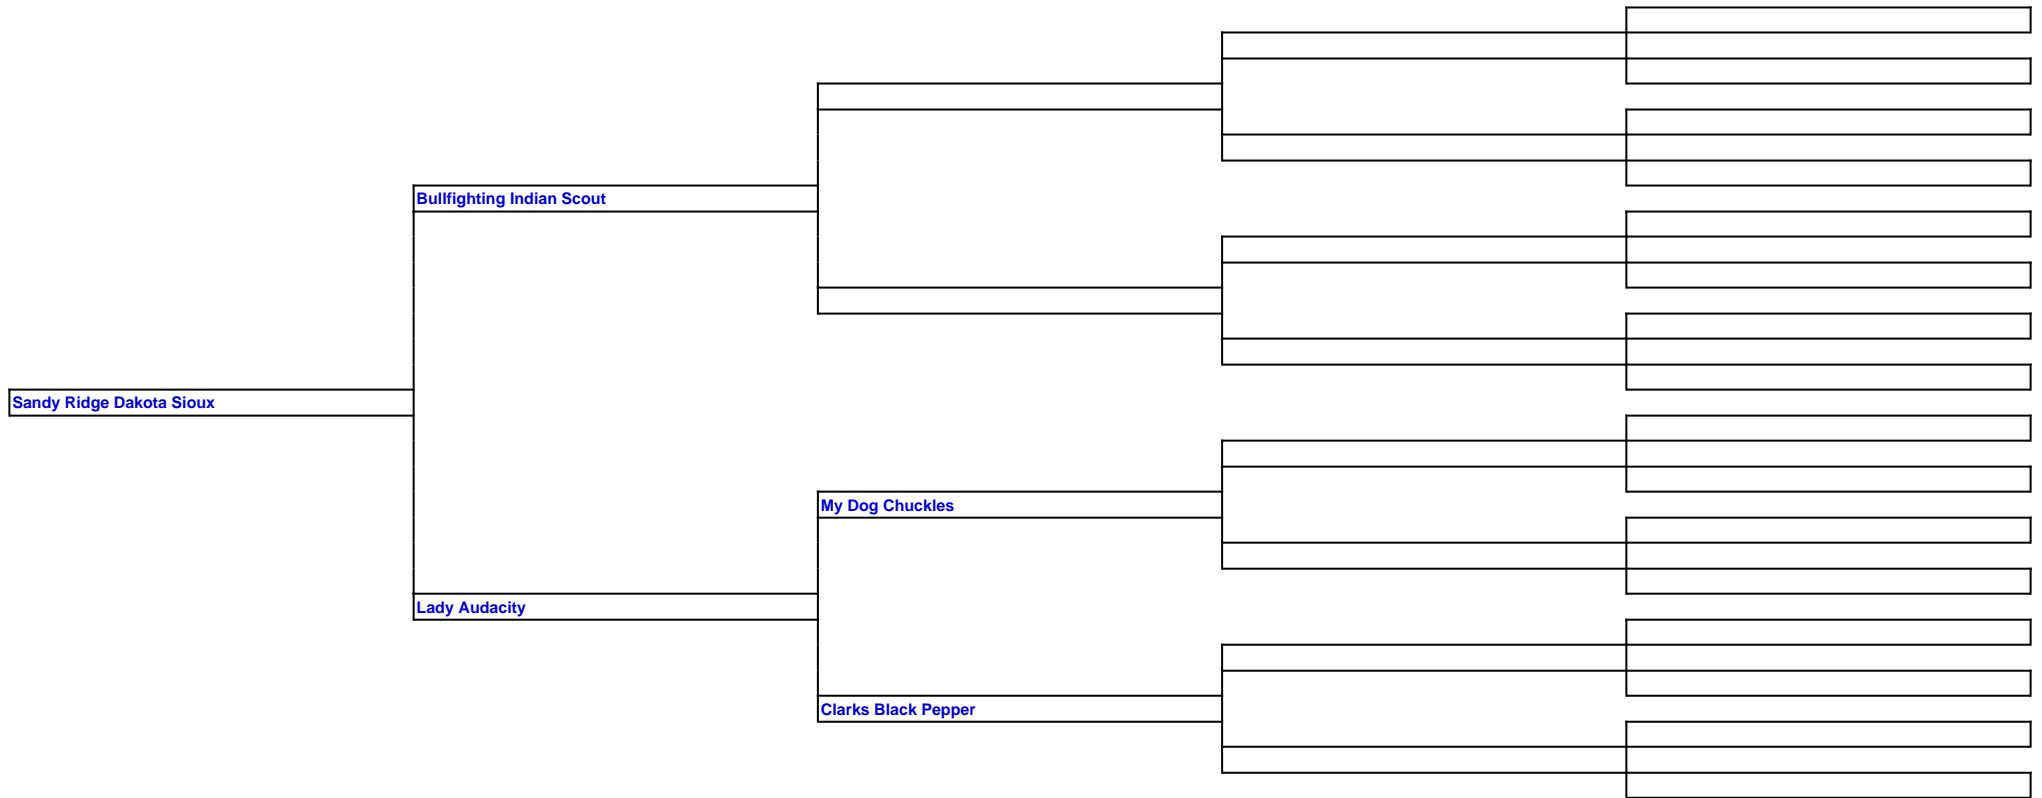 Bullfighting Indian Scout
Sandy Ridge Dakota Sioux
My Dog Chuckles
Lady Audacity
Clarks Black Pepper